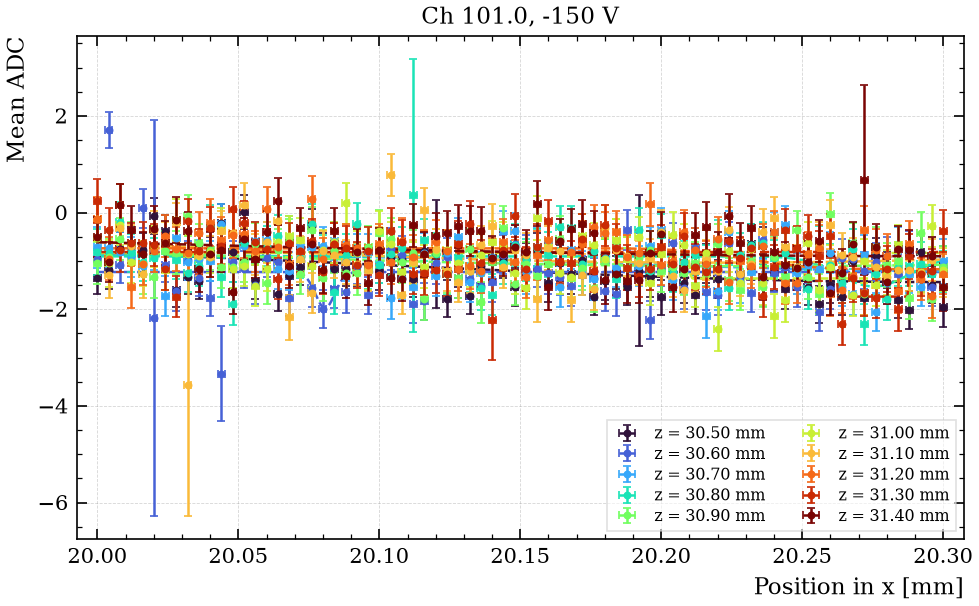 Ch 101.0, -150 V
Mean ADC
2
0
−2
−4
−6
z = 30.50 mm
z = 30.60 mm
z = 30.70 mm
z = 30.80 mm
z = 30.90 mm
z = 31.00 mm
z = 31.10 mm
z = 31.20 mm
z = 31.30 mm
z = 31.40 mm
20.00 20.05 20.10 20.15 20.20 20.25 20.30
Position in x [mm]